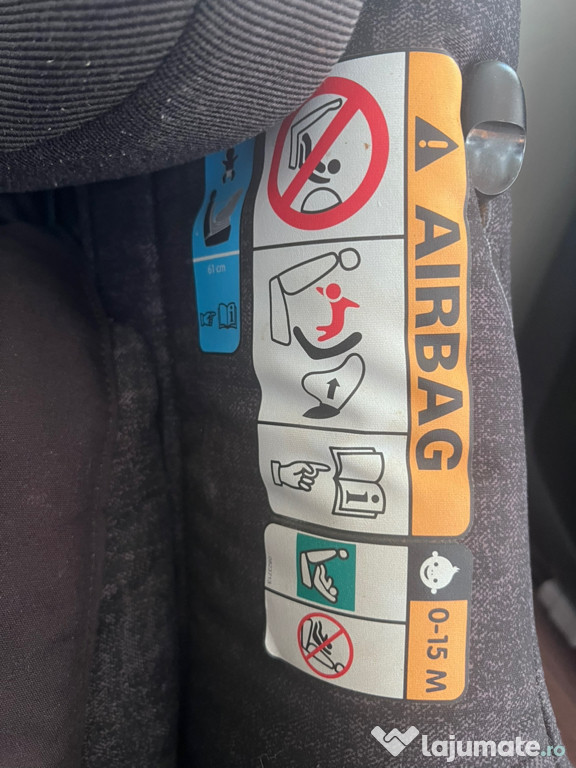 AIRBAG
0-15 M
61 cm
lajumate.ro